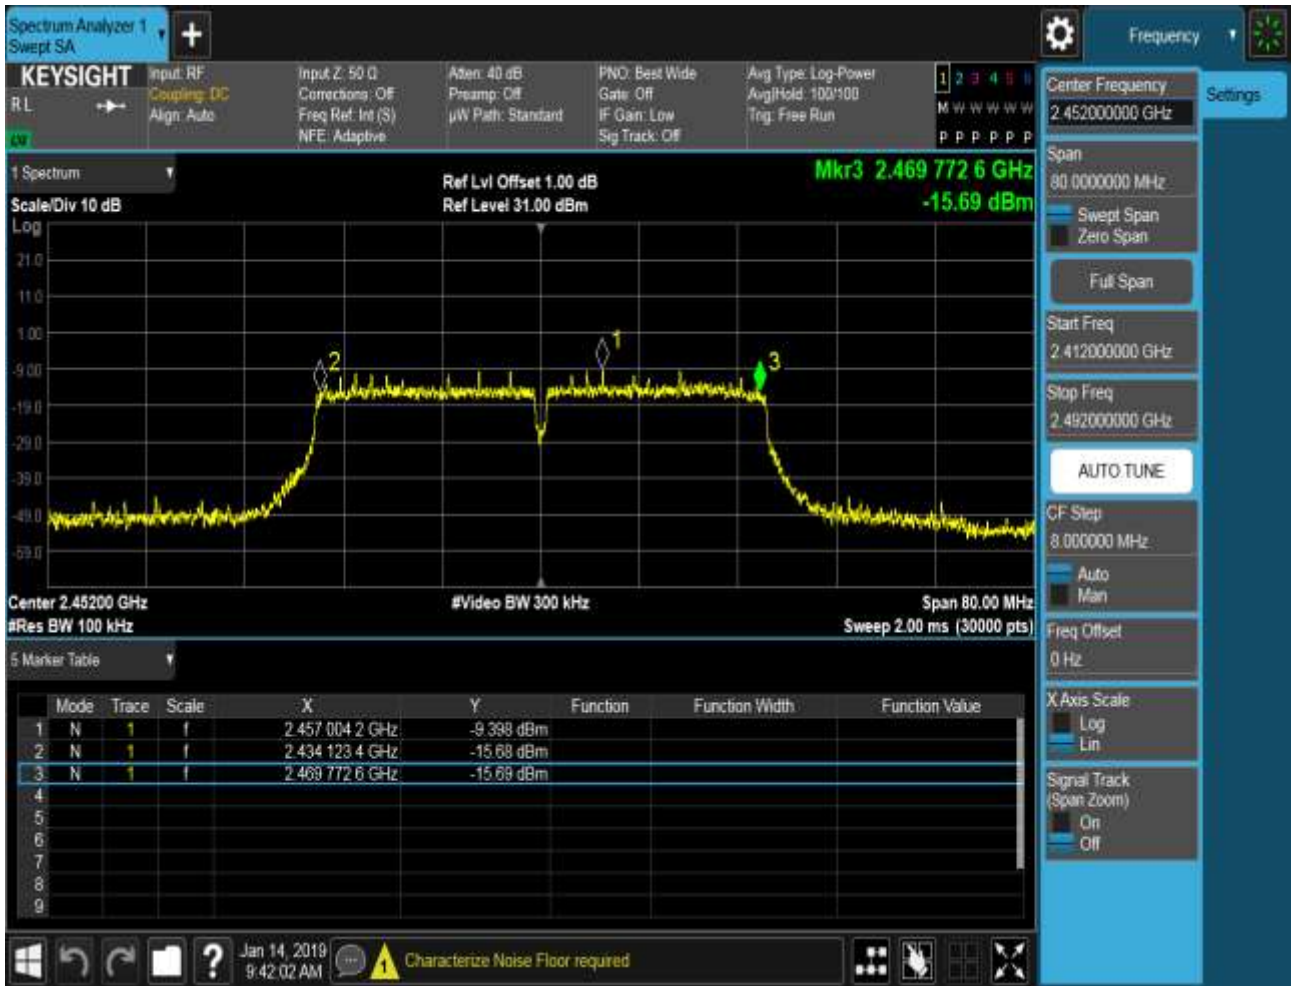 Spectrum Analyzer 1
Swept SA
+
Frequency
KEYSIGHT
RL
Input: RF
Coupling: DC
Align: Auto
Input Z: 50 Ω
Corrections: Off
Freq Ref: Int (S)
NFE: Adaptive
Atten: 40 dB
Preamp: Off
µW Path: Standard
PNO: Best Wide
Gate: Off
IF Gain: Low
Sig Track: Off
Avg Type: Log-Power
Avg|Hold: 100/100
Trig: Free Run
1 2 3 4 5 6
M W W W W W
P P P P P P
1 Spectrum
Scale/Div 10 dB
Ref Lvl Offset 1.00 dB
Ref Level 31.00 dBm
Mkr3 2.469 772 6 GHz
-15.69 dBm
Log
21.0
11.0
1.00
-9.00
-19.0
-29.0
-39.0
-49.0
-59.0
2
1
3
Center 2.45200 GHz
#Res BW 100 kHz
#Video BW 300 kHz
Span 80.00 MHz
Sweep 2.00 ms (30000 pts)
5 Marker Table
Mode Trace Scale X Y Function Function Width Function Value
1 N 1 f 2.457 004 2 GHz -9.398 dBm
2 N 1 f 2.434 123 4 GHz -15.68 dBm
3 N 1 f 2.469 772 6 GHz -15.69 dBm
4
5
6
7
8
9
Center Frequency
2.452000000 GHz
Settings
Span
80.0000000 MHz
Swept Span
Zero Span
Full Span
Start Freq
2.412000000 GHz
Stop Freq
2.492000000 GHz
AUTO TUNE
CF Step
8.000000 MHz
Auto
Man
Freq Offset
0 Hz
X Axis Scale
Log
Lin
Signal Track
(Span Zoom)
On
Off
?
Jan 14, 2019
9:42:02 AM
1
Characterize Noise Floor required